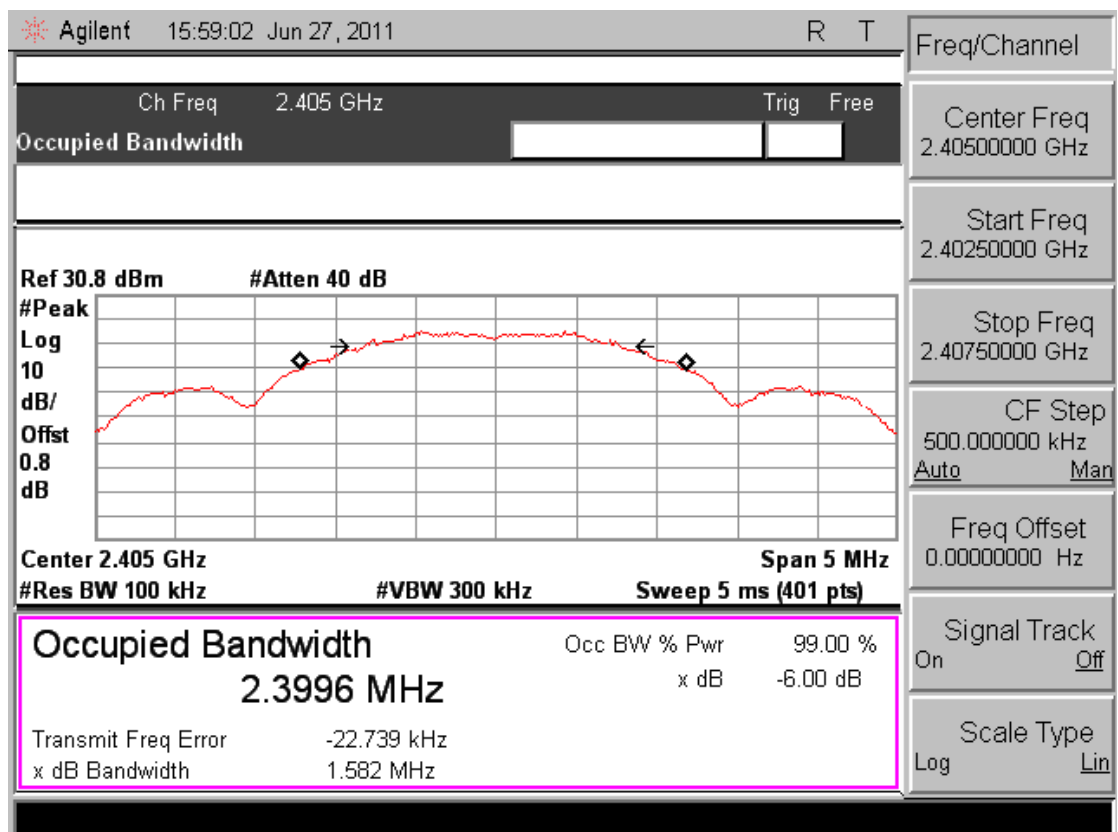 Agilent 15:59:02 Jun 27, 2011 R T
Ch Freq 2.405 GHz Trig Free
Occupied Bandwidth
Ref 30.8 dBm #Atten 40 dB
#Peak
Log
10
dB/
Offst
0.8
dB
Center 2.405 GHz Span 5 MHz
#Res BW 100 kHz #VBW 300 kHz Sweep 5 ms (401 pts)
Occupied Bandwidth Occ BW % Pwr 99.00 %
2.3996 MHz x dB -6.00 dB
Transmit Freq Error -22.739 kHz
x dB Bandwidth 1.582 MHz
Freq/Channel
Center Freq
2.40500000 GHz
Start Freq
2.40250000 GHz
Stop Freq
2.40750000 GHz
CF Step
500.000000 kHz
Auto Man
Freq Offset
0.00000000 Hz
Signal Track
On Off
Scale Type
Log Lin